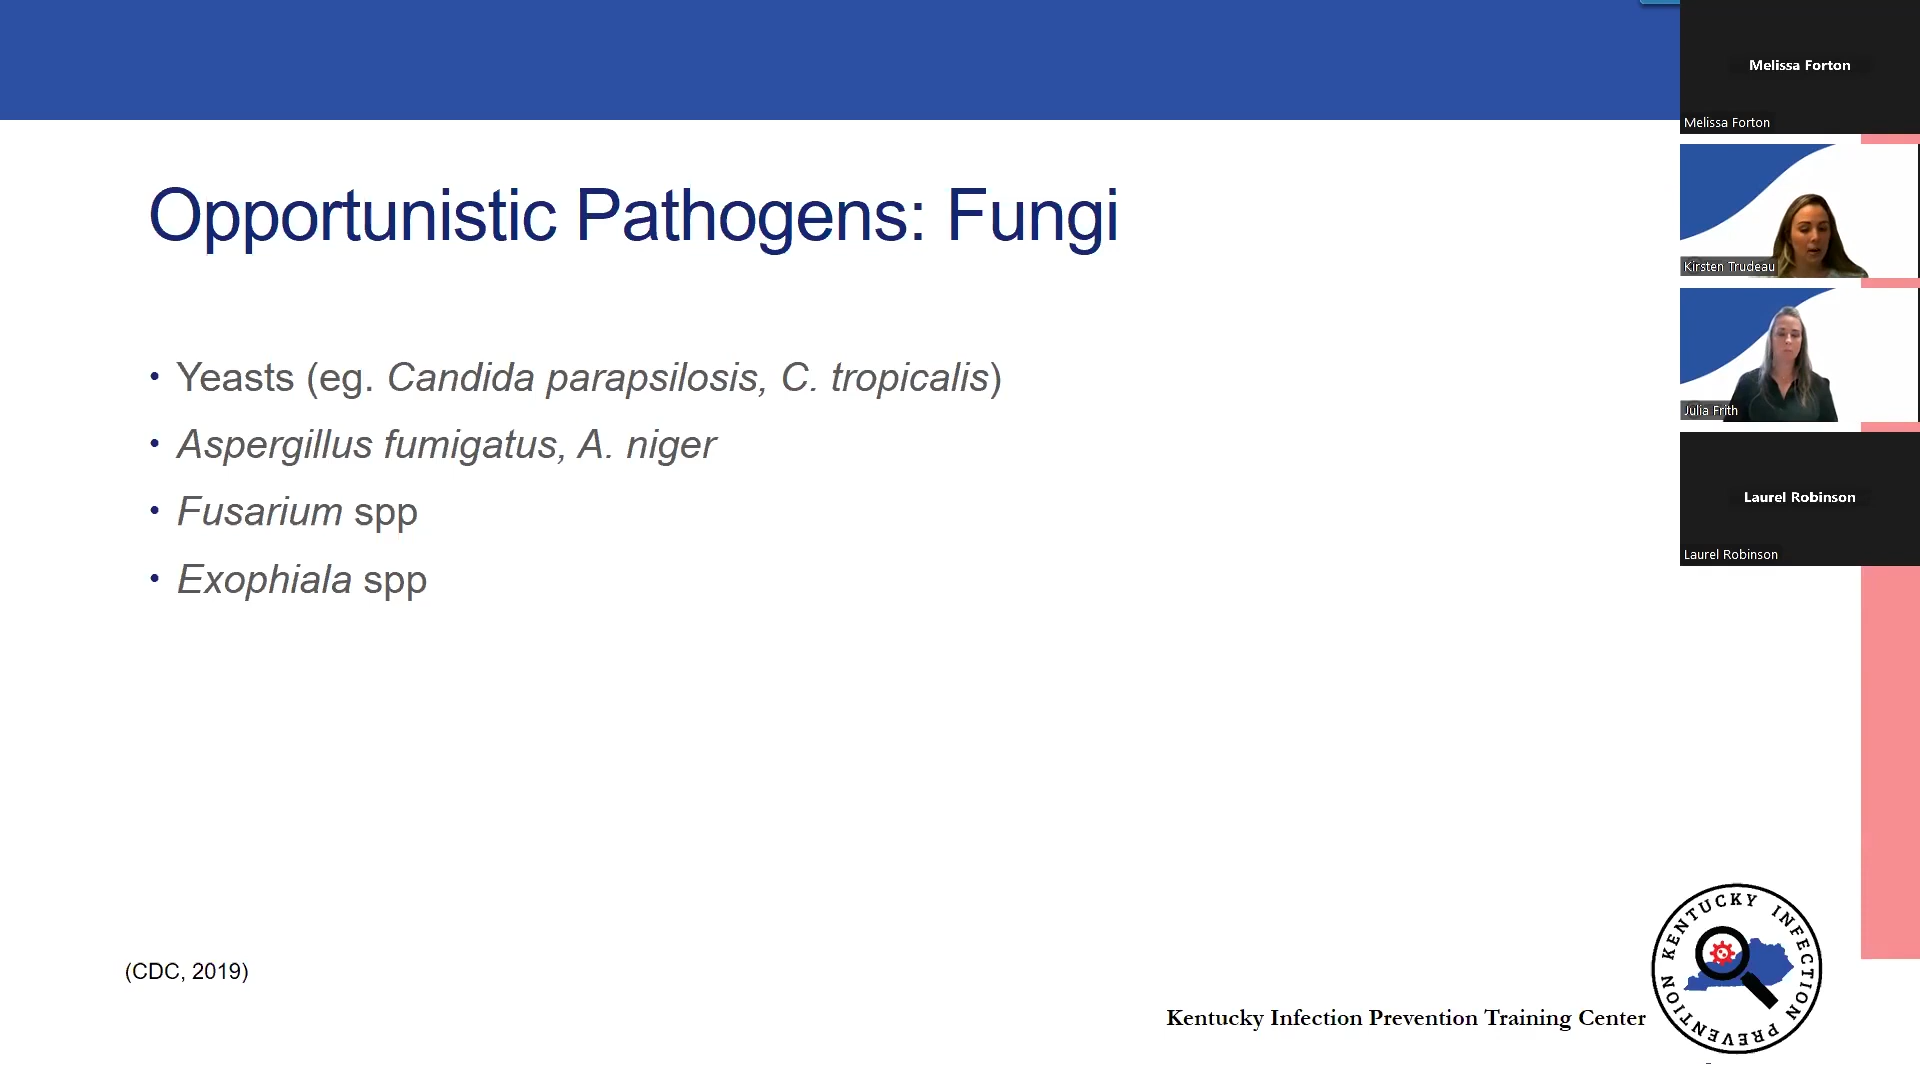 Opportunistic Pathogens: Fungi
• Yeasts (eg. Candida parapsilosis, C. tropicalis)
• Aspergillus fumigatus, A. niger
• Fusarium spp
• Exophiala spp
(CDC, 2019)
Kentucky Infection Prevention Training Center
KENTUCKY INFECTION PREVENTION
Melissa Forton
Melissa Forton
Kirsten Trudeau
Julia Frith
Laurel Robinson
Laurel Robinson